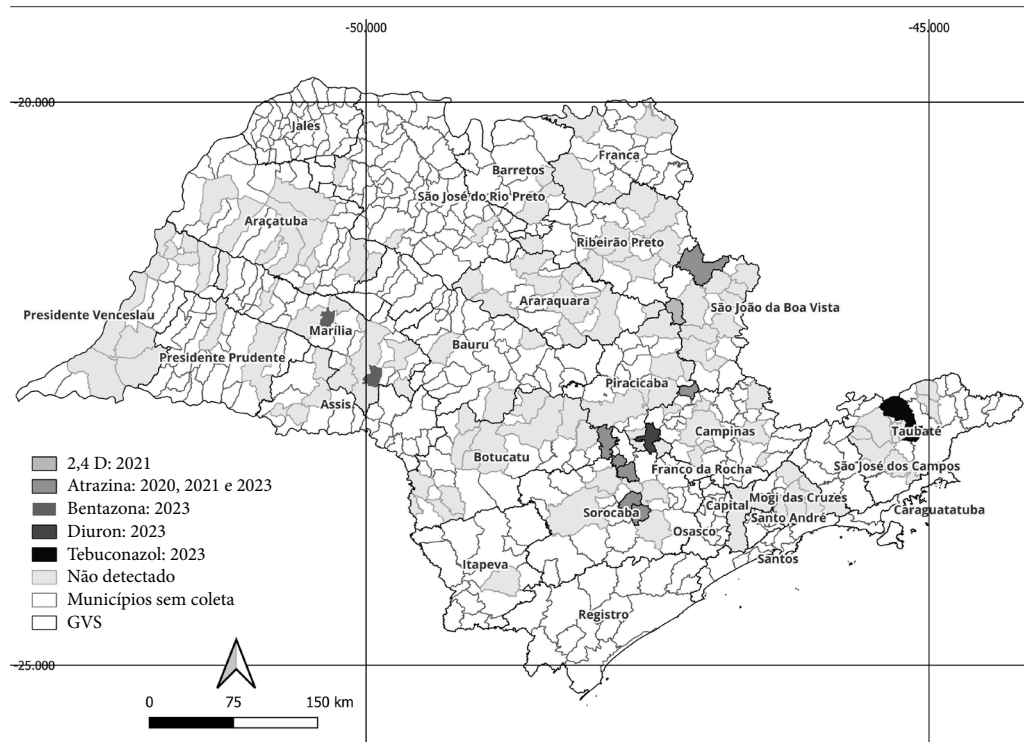 -50.000
-45.000
-20.000
Jales
Franca
Barretos
São José do Rio Preto
Araçatuba
Ribeirão Preto
Araraquara
São João da Boa Vista
Presidente Venceslau
Marília
Bauru
Presidente Prudente
Piracicaba
Assis
Campinas
Taubaté
Botucatu
Franco da Rocha
São José dos Campos
Mogi das Cruzes
Capital
Caraguatatuba
Sorocaba
Santo André
Osasco
Santos
Itapeva
Registro
2,4 D: 2021
Atrazina: 2020, 2021 e 2023
Bentazona: 2023
Diuron: 2023
Tebuconazol: 2023
Não detectado
Municípios sem coleta
GVS
-25.000
0 75 150 km